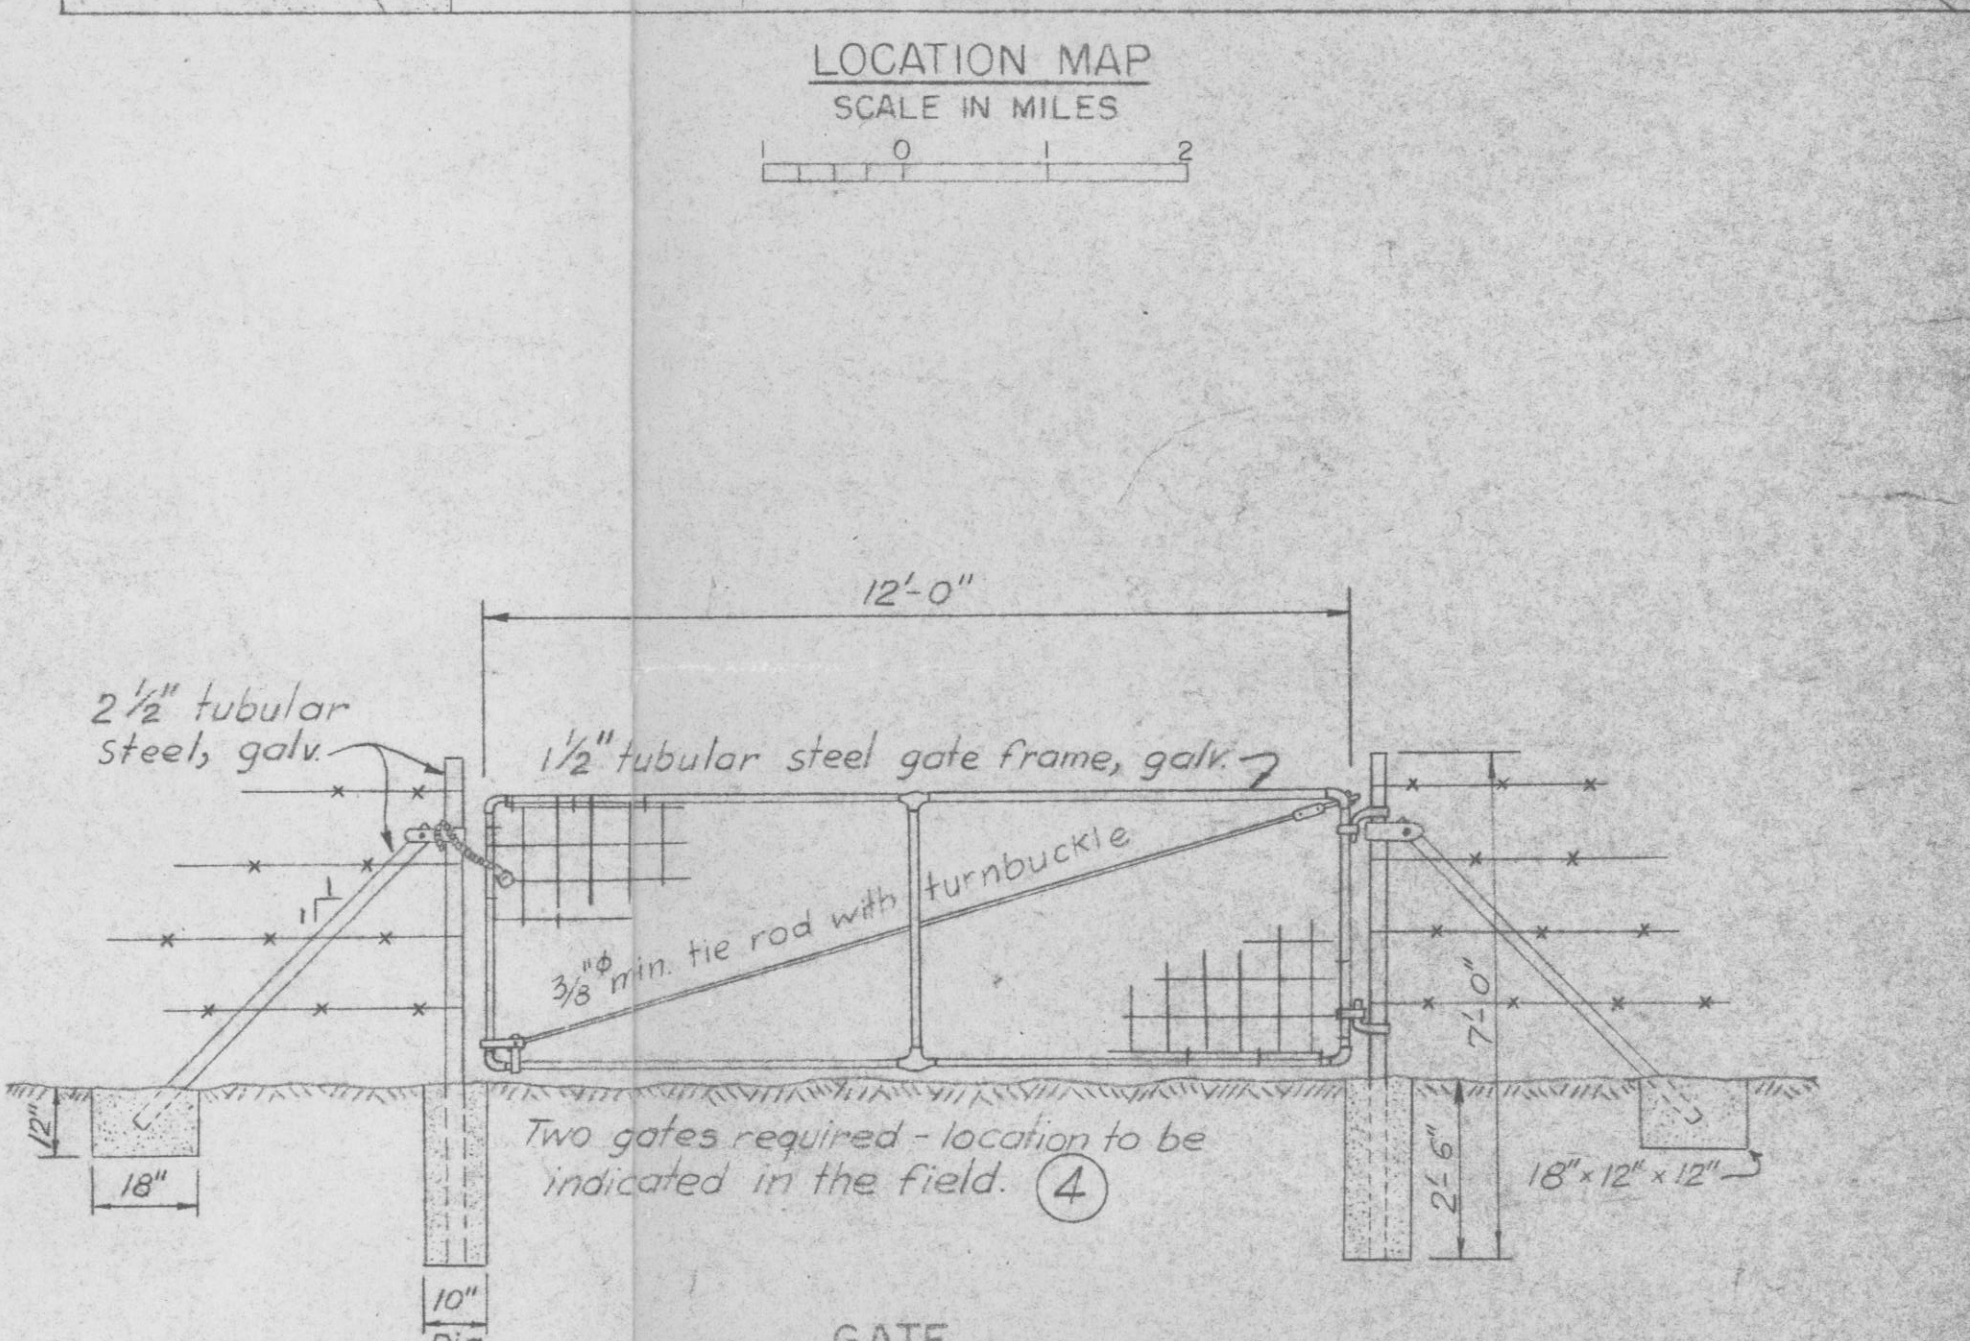 LOCATION MAP
SCALE IN MILES
1 0 1 2
12'-0"
2 1/2" tubular
steel, galv.
1 1/2" tubular steel gate frame, galv.
3/8"ϕ min. tie rod with turnbuckle
7'-0"
12"
18"
Two gates required - location to be
indicated in the field. 4
2'-6"
18" x 12" x 12"
10"
Dia.
GATE